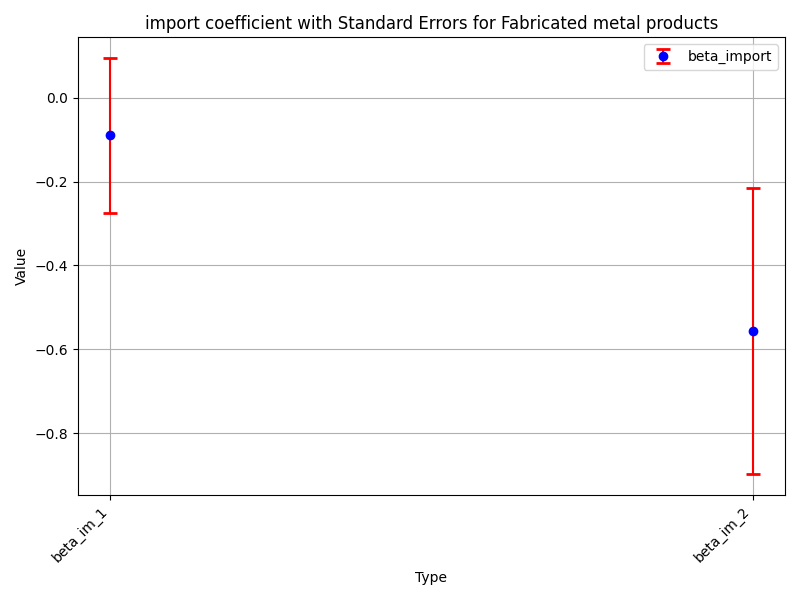 import coefficient with Standard Errors for Fabricated metal products
beta_import
0.0
−0.2
−0.4
−0.6
−0.8
Value
beta_im_1
beta_im_2
Type